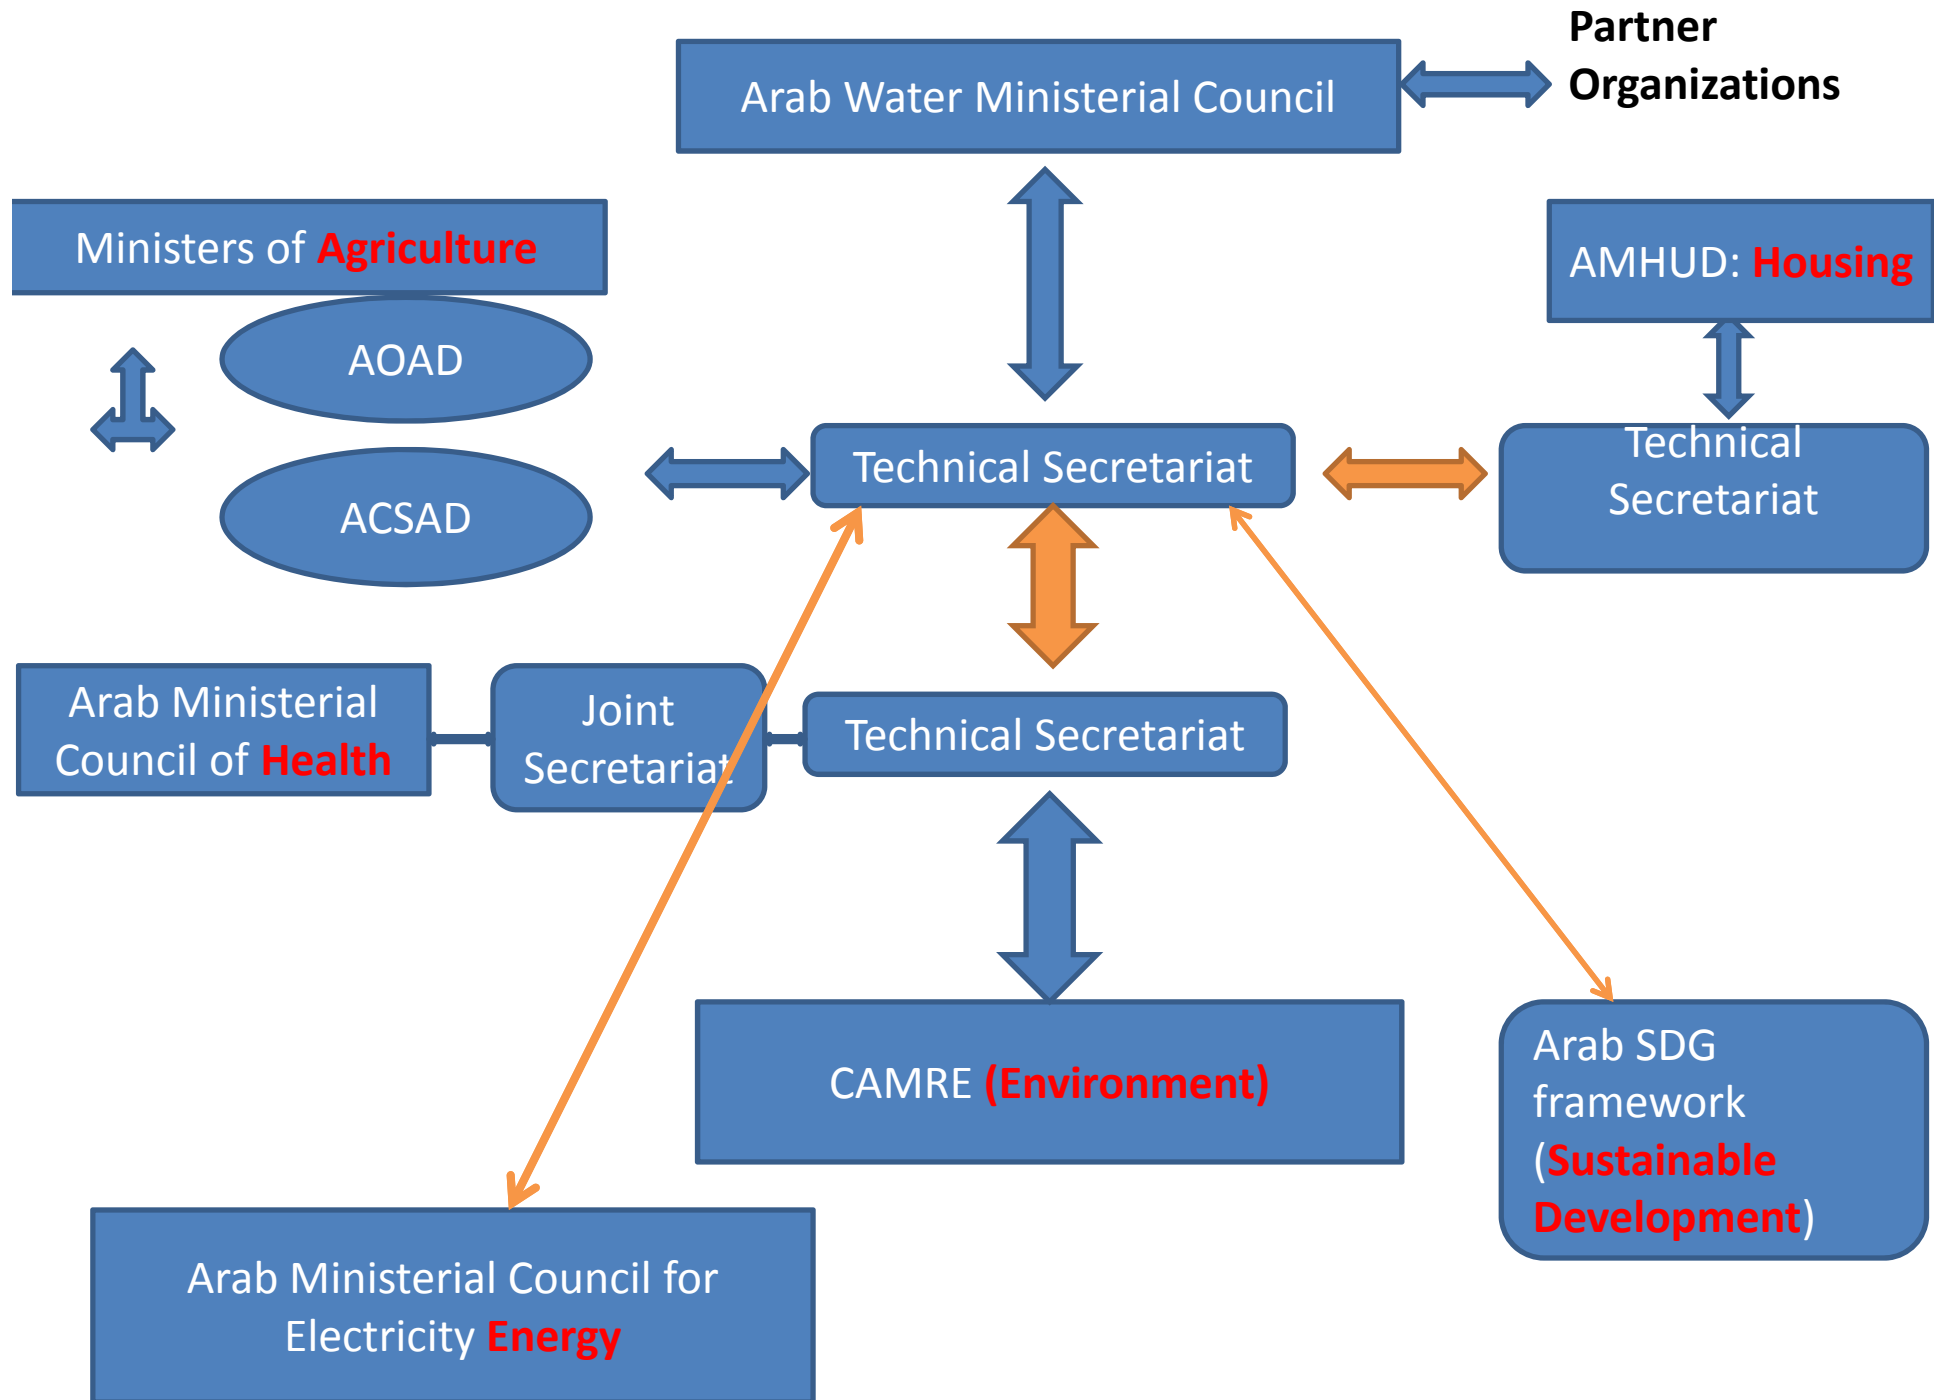 Partner
Organizations
Arab Water Ministerial Council
Ministers of Agriculture
AMHUD: Housing
AOAD
ACSAD
Technical Secretariat
Technical
Secretariat
Arab Ministerial
Council of Health
Joint
Secretariat
Technical Secretariat
CAMRE (Environment)
Arab SDG
framework
(Sustainable
Development)
Arab Ministerial Council for
Electricity Energy